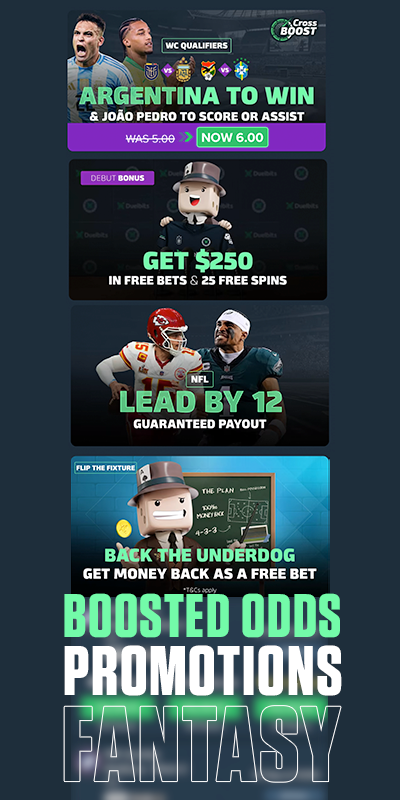 Cross
BOOST
WC QUALIFIERS
VS VS
ARGENTINA TO WIN
& JOÃO PEDRO TO SCORE OR ASSIST
WAS 5.00 NOW 6.00
DEBUT BONUS
GET $250
IN FREE BETS & 25 FREE SPINS
NFL
LEAD BY 12
GUARANTEED PAYOUT
FLIP THE FIXTURE
THE PLAN
100%
MONEY
BACK
4-3-3
BACK THE UNDERDOG
GET MONEY BACK AS A FREE BET
*T&Cs apply
BOOSTED ODDS
PROMOTIONS
FANTASY